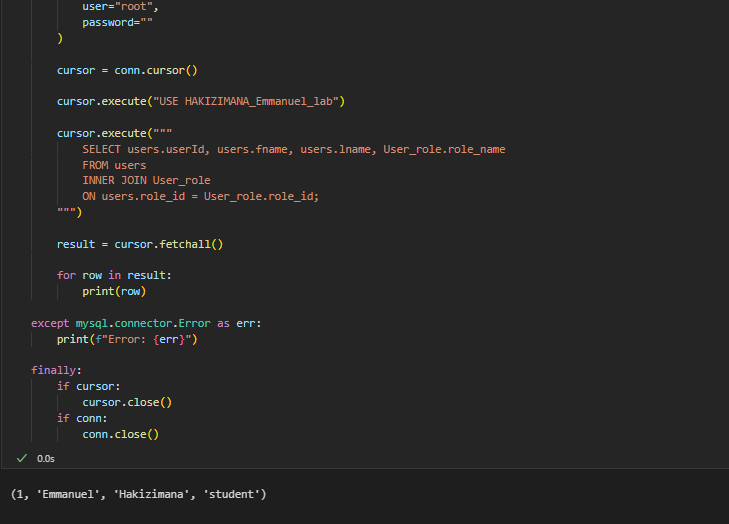 user="root",
password=""
)
cursor = conn.cursor()
cursor.execute("USE HAKIZIMANA_Emmanuel_lab")
cursor.execute("""
SELECT users.userId, users.fname, users.lname, User_role.role_name
FROM users
INNER JOIN User_role
ON users.role_id = User_role.role_id;
""")
result = cursor.fetchall()
for row in result:
print(row)
except mysql.connector.Error as err:
print(f"Error: {err}")
finally:
if cursor:
cursor.close()
if conn:
conn.close()
0.0s
(1, 'Emmanuel', 'Hakizimana', 'student')